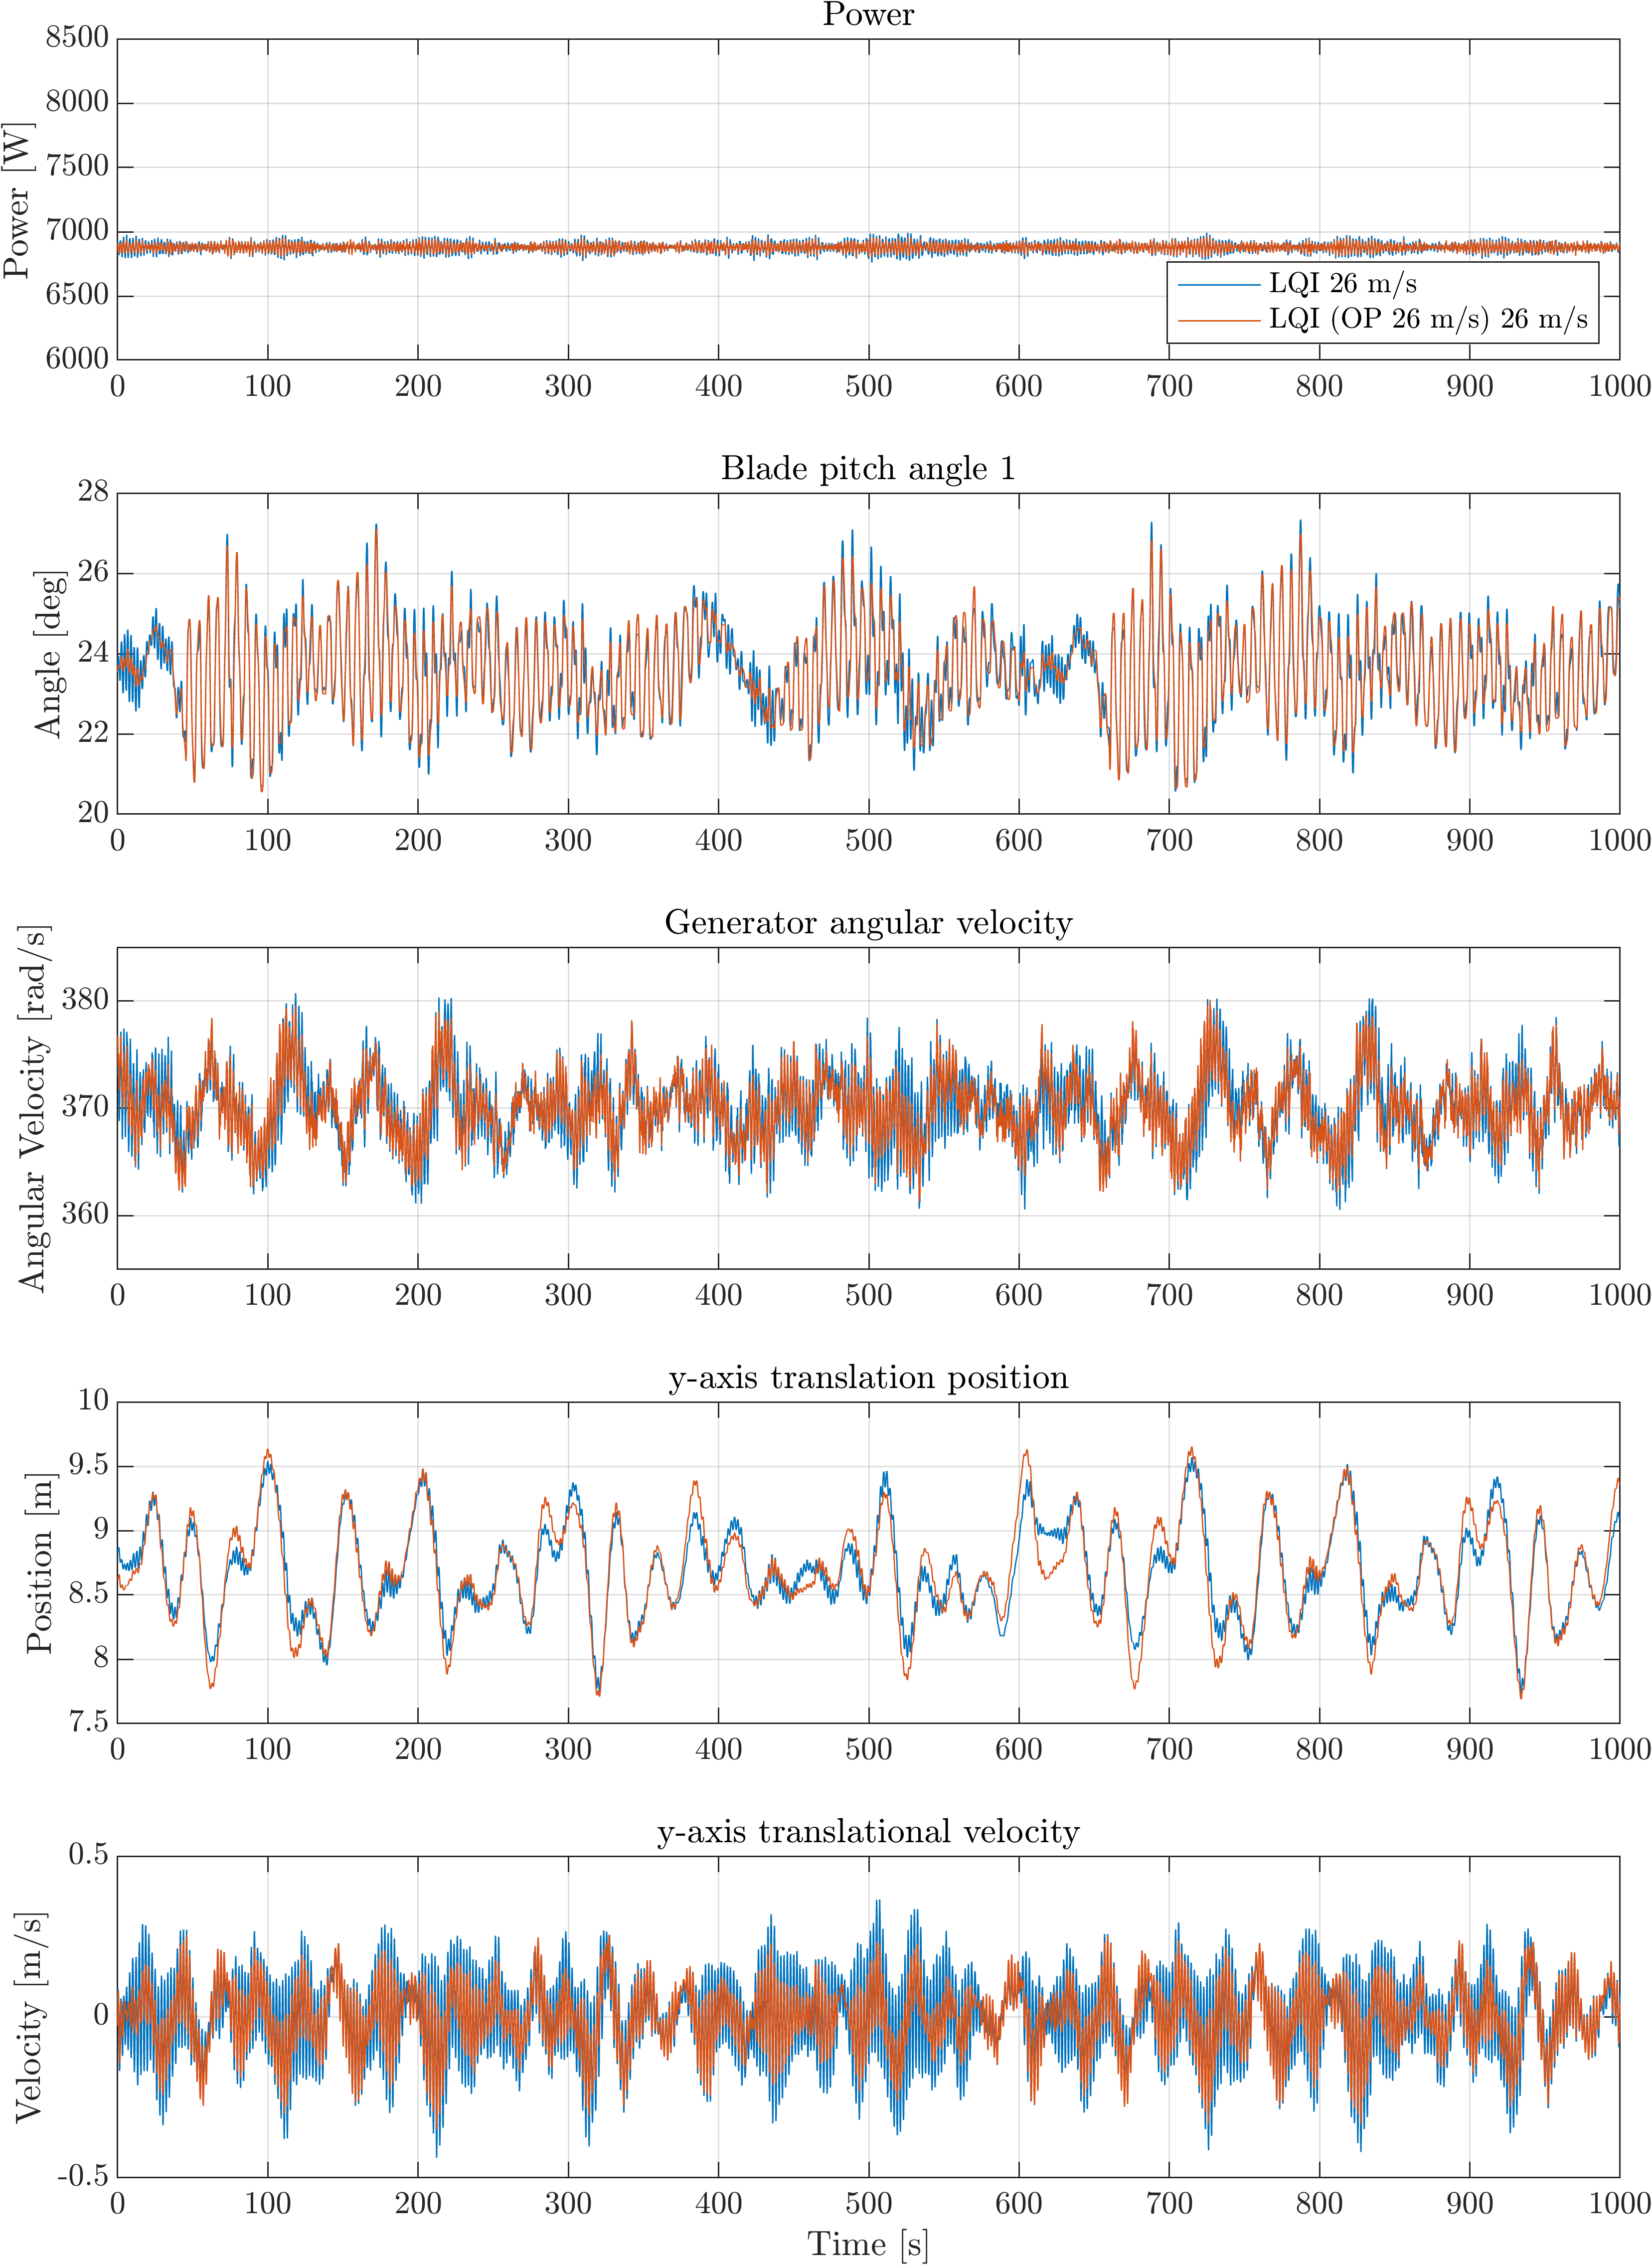 Power
Power [W]
8500
8000
7500
7000
6500
6000
LQI 26 m/s
LQI (OP 26 m/s) 26 m/s
0 100 200 300 400 500 600 700 800 900 1000
Blade pitch angle 1
Angle [deg]
28
26
24
22
20
0 100 200 300 400 500 600 700 800 900 1000
Generator angular velocity
Angular Velocity [rad/s]
380
370
360
0 100 200 300 400 500 600 700 800 900 1000
y-axis translation position
Position [m]
10
9.5
9
8.5
8
7.5
0 100 200 300 400 500 600 700 800 900 1000
y-axis translational velocity
Velocity [m/s]
0.5
0
-0.5
0 100 200 300 400 500 600 700 800 900 1000
Time [s]